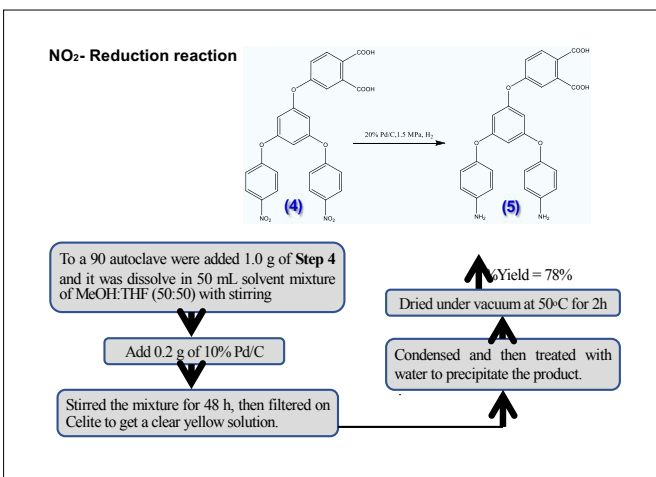 NO₂- Reduction reaction
COOH
COOH
O
O
O
NO₂
NO₂
(4)
20% Pd/C,1.5 MPa, H₂
COOH
COOH
O
O
O
NH₂
NH₂
(5)
To a 90 autoclave were added 1.0 g of Step 4
and it was dissolve in 50 mL solvent mixture
of MeOH:THF (50:50) with stirring
Add 0.2 g of 10% Pd/C
Stirred the mixture for 48 h, then filtered on
Celite to get a clear yellow solution.
Condensed and then treated with
water to precipitate the product.
Dried under vacuum at 50oC for 2h
%Yield = 78%